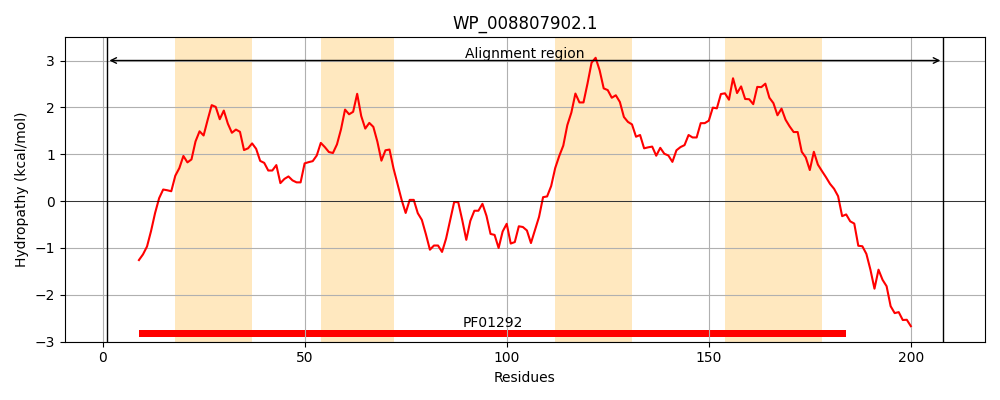 WP_008807902.1
Alignment region
Hydropathy (kcal/mol)
3
2
1
0
−1
−2
−3
PF01292
0
50
100
150
200
Residues